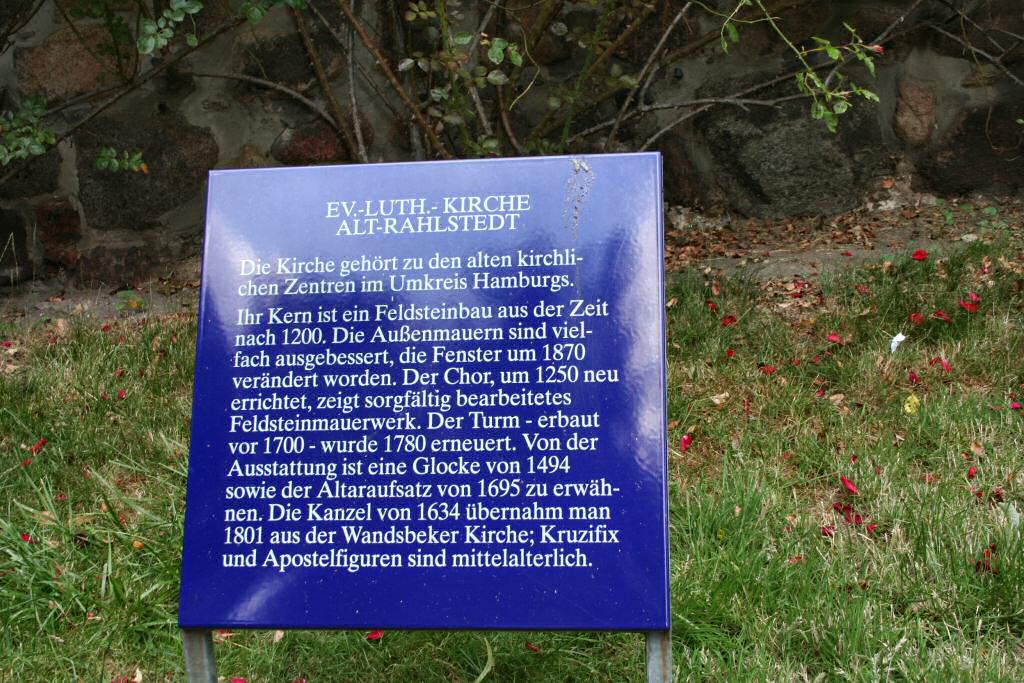 EV.-LUTH.- KIRCHE
ALT-RAHLSTEDT
Die Kirche gehört zu den alten kirchli-
chen Zentren im Umkreis Hamburgs.
Ihr Kern ist ein Feldsteinbau aus der Zeit
nach 1200. Die Außenmauern sind viel-
fach ausgebessert, die Fenster um 1870
verändert worden. Der Chor, um 1250 neu
errichtet, zeigt sorgfältig bearbeitetes
Feldsteinmauerwerk. Der Turm - erbaut
vor 1700 - wurde 1780 erneuert. Von der
Ausstattung ist eine Glocke von 1494
sowie der Altaraufsatz von 1695 zu erwäh-
nen. Die Kanzel von 1634 übernahm man
1801 aus der Wandsbeker Kirche; Kruzifix
und Apostelfiguren sind mittelalterlich.